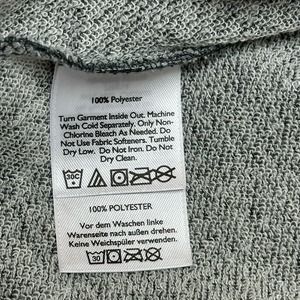 100% Polyester
Turn Garment Inside Out. Machine
Wash Cold Separately. Only Non-
Chlorine Bleach As Needed. Do
Not Use Fabric Softeners. Tumble
Dry Low. Do Not Iron. Do Not
Dry Clean.
30C
100% POLYESTER
Vor dem Waschen linke
Warenseite nach außen drehen.
Keine Weichspüler verwenden.
30